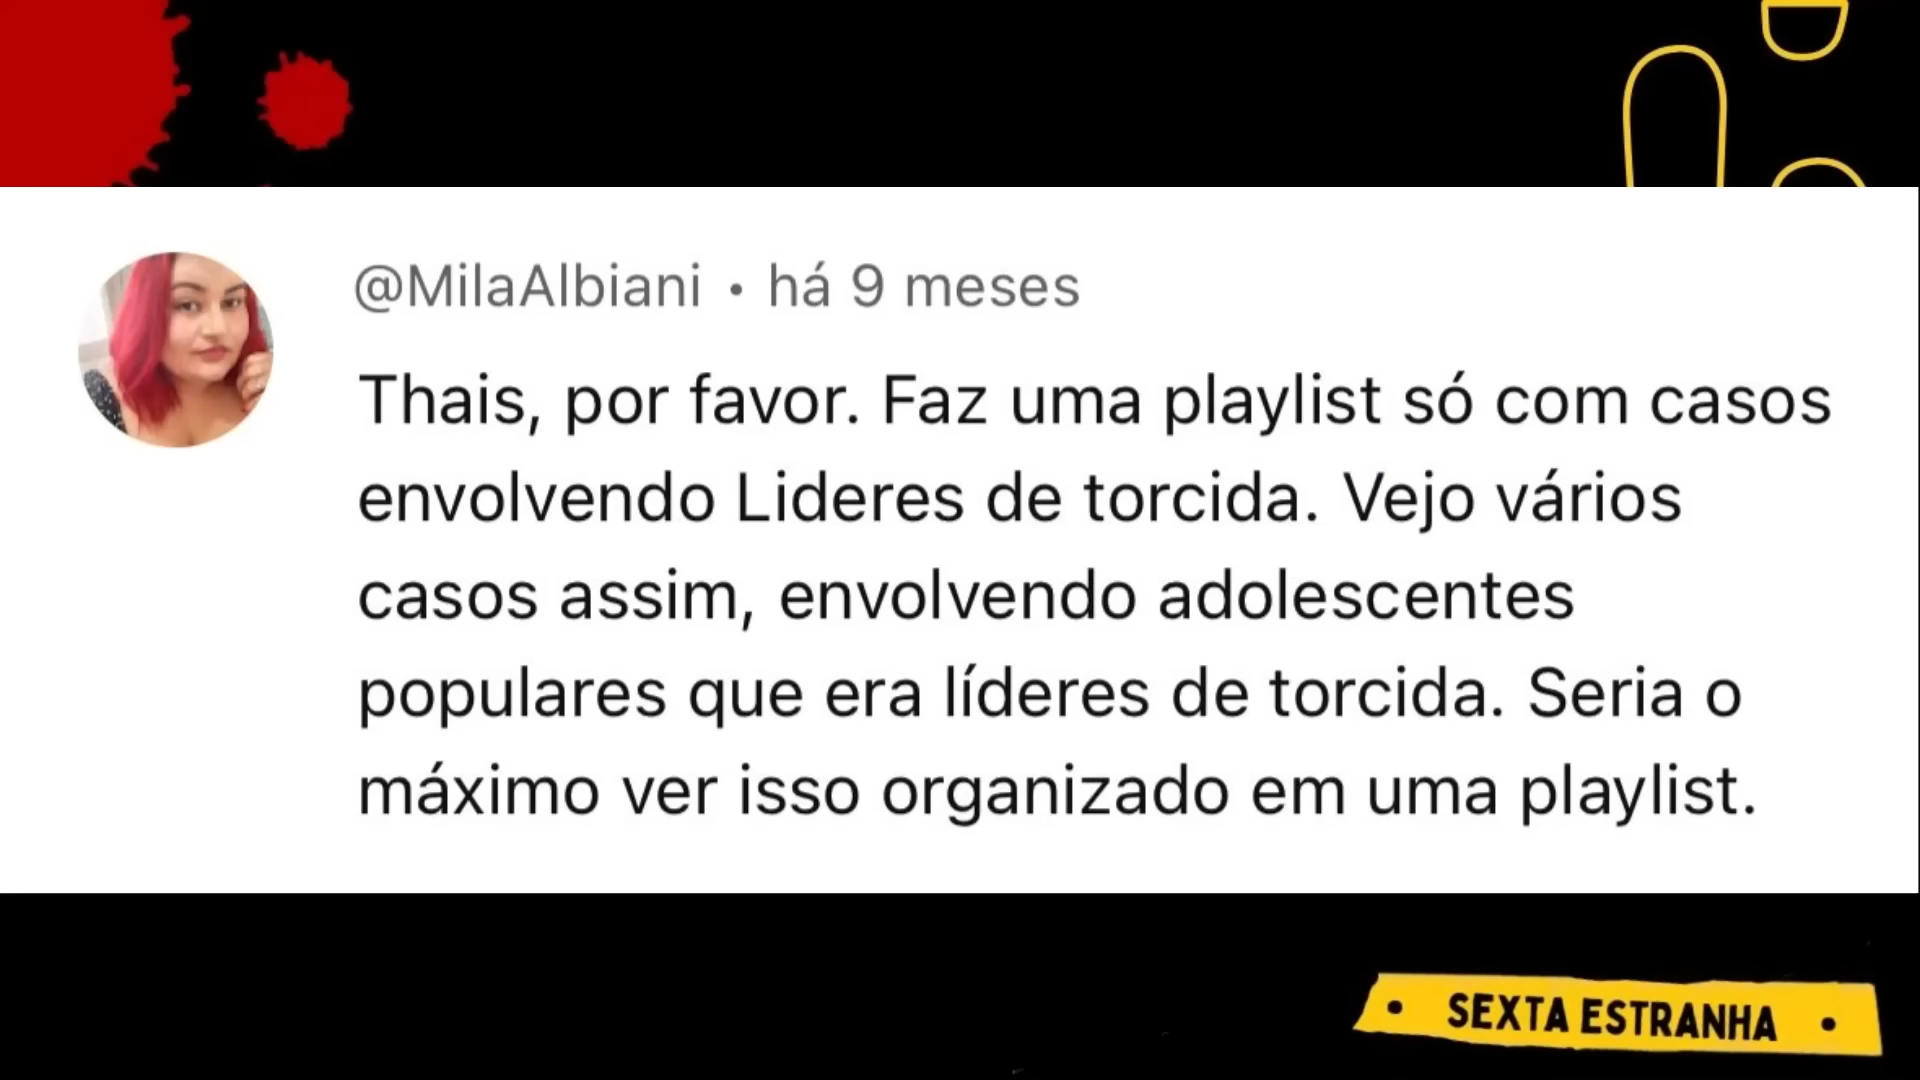 @MilaAlbiani • há 9 meses
Thais, por favor. Faz uma playlist só com casos
envolvendo Lideres de torcida. Vejo vários
casos assim, envolvendo adolescentes
populares que era líderes de torcida. Seria o
máximo ver isso organizado em uma playlist.
SEXTA ESTRANHA